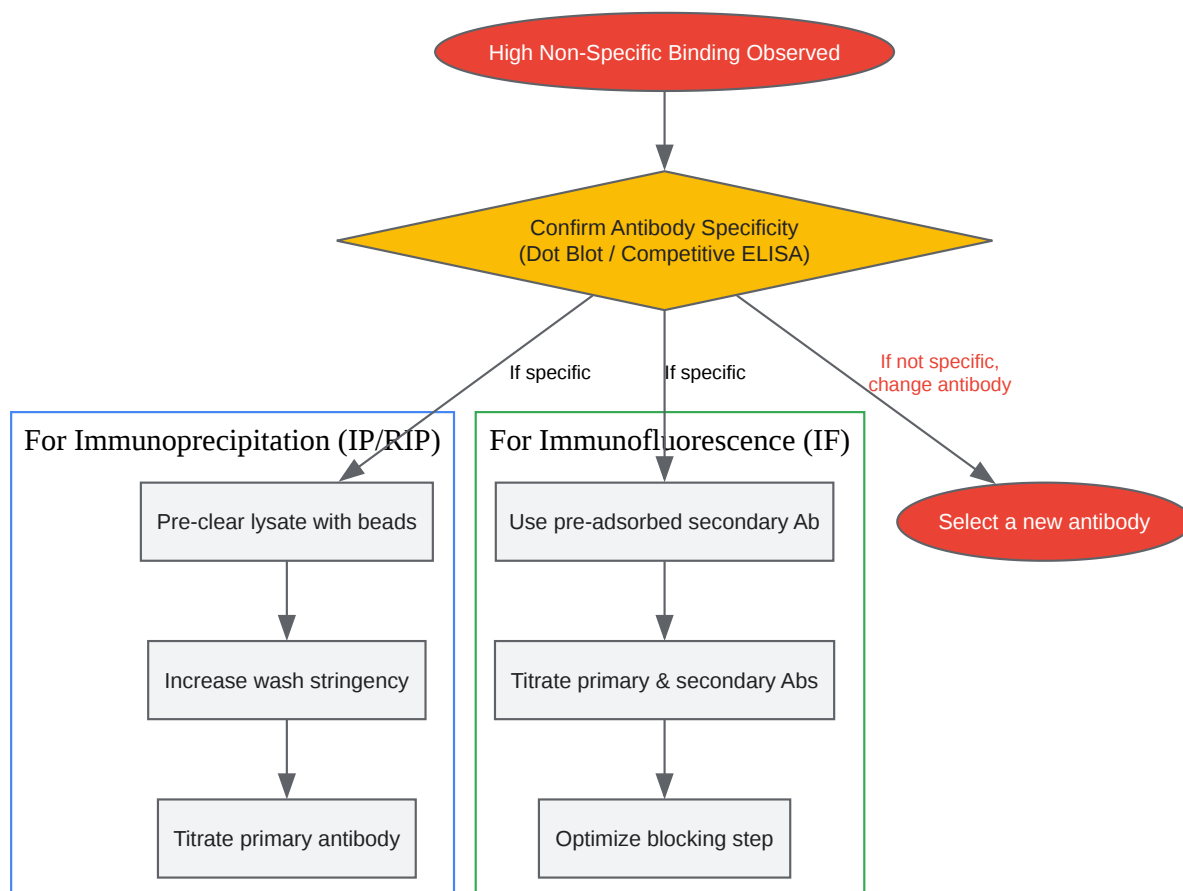 High Non-Specific Binding Observed
Confirm Antibody Specificity
(Dot Blot / Competitive ELISA)
If specific
If specific
If not specific,
change antibody
For Immunoprecipitation (IP/RIP)
For Immunofluorescence (IF)
Pre-clear lysate with beads
Use pre-adsorbed secondary Ab
Select a new antibody
Increase wash stringency
Titrate primary & secondary Abs
Titrate primary antibody
Optimize blocking step